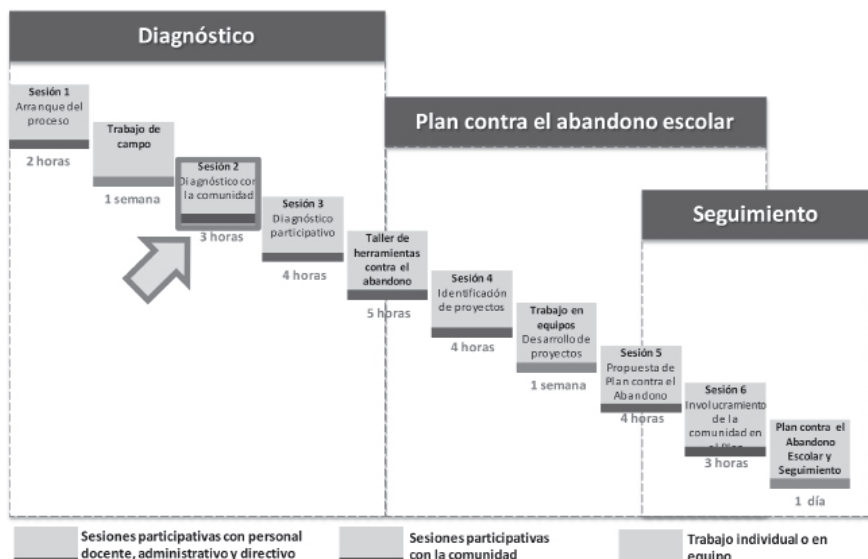 Diagnóstico
Plan contra el abandono escolar
Seguimiento
Sesión 1
Arranque del
proceso
2 horas
Trabajo de
campo
1 semana
Sesión 2
Diagnóstico con
la comunidad
3 horas
Sesión 3
Diagnóstico
participativo
4 horas
Taller de
herramientas
contra el
abandono
5 horas
Sesión 4
Identificación
de proyectos
4 horas
Trabajo en
equipos
Desarrollo de
proyectos
1 semana
Sesión 5
Propuesta de
Plan contra el
Abandono
4 horas
Sesión 6
Involucramiento
de la
comunidad en
el Plan
3 horas
Plan contra el
Abandono
Escolar y
Seguimiento
1 día
Sesiones participativas con personal
docente, administrativo y directivo
Sesiones participativas
con la comunidad
Trabajo individual o en
equipo